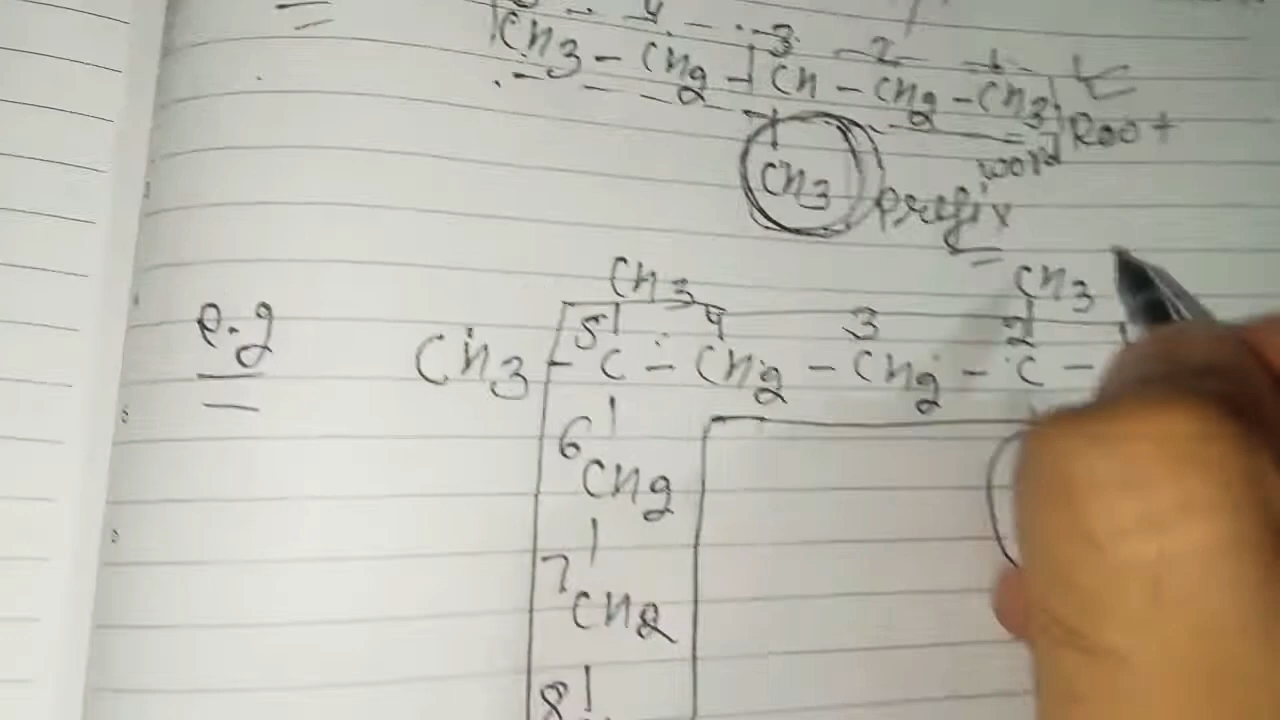 4 3 2 1
CH3 - CH2 - CH - CH2 - CH3 Root
CH3 prefix word
CH3 CH3
5 4 3 2
e.g CH3 - C - CH2 - CH2 - C -
6 CH2
7 CH2
8